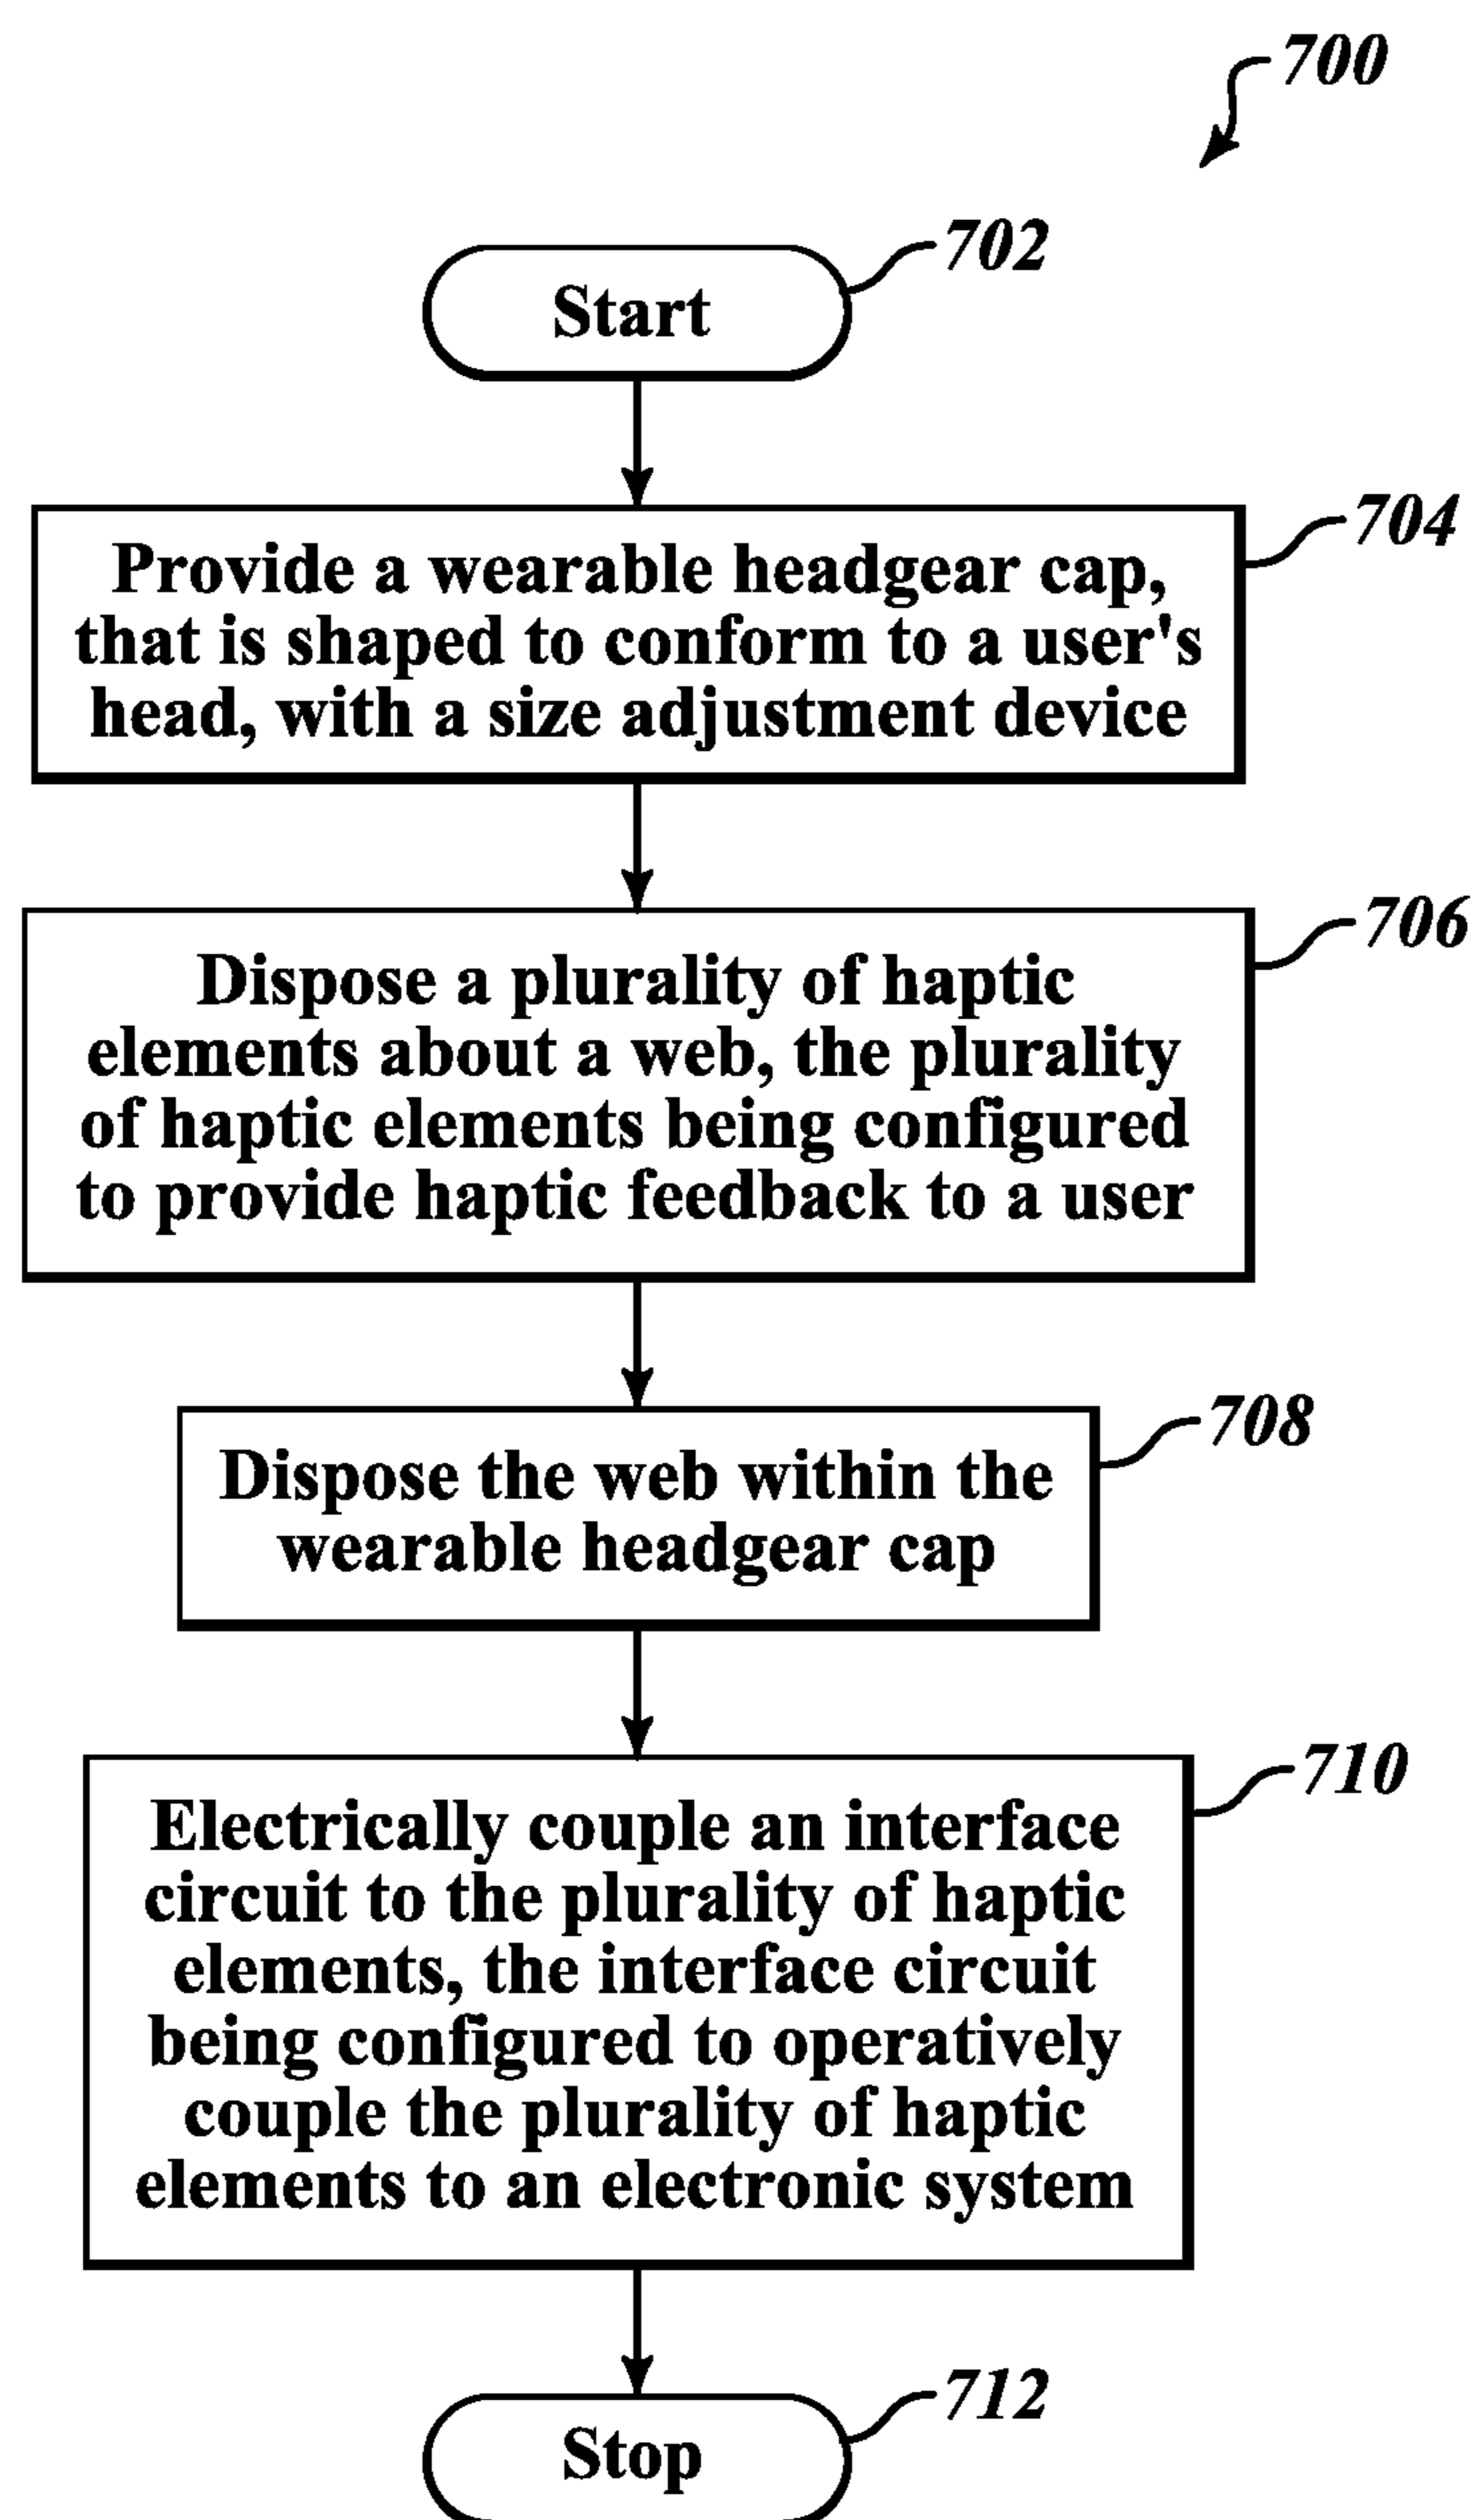 700
702
Start
704
Provide a wearable headgear cap,
that is shaped to conform to a user's
head, with a size adjustment device
706
Dispose a plurality of haptic
elements about a web, the plurality
of haptic elements being configured
to provide haptic feedback to a user
708
Dispose the web within the
wearable headgear cap
710
Electrically couple an interface
circuit to the plurality of haptic
elements, the interface circuit
being configured to operatively
couple the plurality of haptic
elements to an electronic system
712
Stop